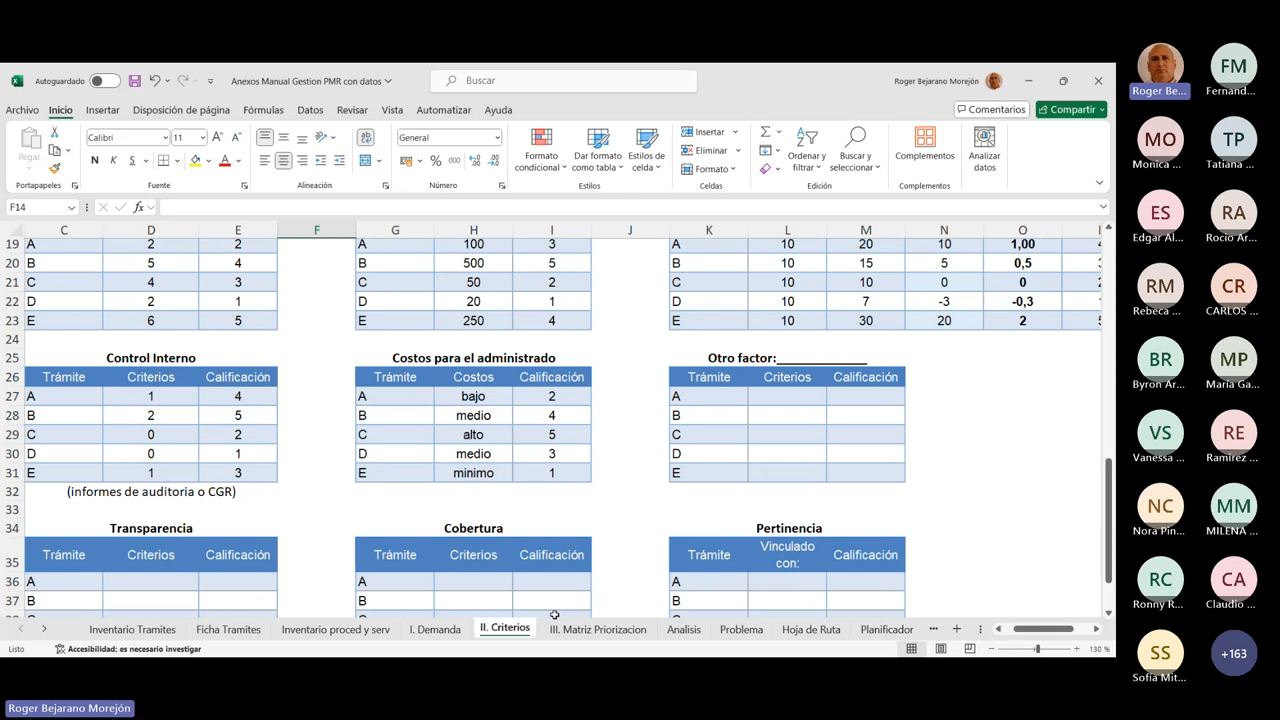 Autoguardado
Anexos Manual Gestion PMR con datos
Buscar
Roger Bejarano Morejón
Archivo Inicio Insertar Disposición de página Fórmulas Datos Revisar Vista Automatizar Ayuda
Comentarios
Compartir
Pegar
Calibri 11
N K S
General
Formato condicional
Dar formato como tabla
Estilos de celda
Insertar
Eliminar
Formato
Ordenar y filtrar
Buscar y seleccionar
Complementos
Analizar datos
Portapapeles Fuente Alineación Número Estilos Celdas Edición Complementos
F14
fx
C D E F G H I J K L M N O
19 A 2 2 A 100 3 A 10 20 10 1,00
20 B 5 4 B 500 5 B 10 15 5 0,5
21 C 4 3 C 50 2 C 10 10 0 0
22 D 2 1 D 20 1 D 10 7 -3 -0,3
23 E 6 5 E 250 4 E 10 30 20 2
24
25 Control Interno Costos para el administrado Otro factor:______________
26 Trámite Criterios Calificación Trámite Costos Calificación Trámite Criterios Calificación
27 A 1 4 A bajo 2 A
28 B 2 5 B medio 4 B
29 C 0 2 C alto 5 C
30 D 0 1 D medio 3 D
31 E 1 3 E minimo 1 E
32 (informes de auditoria o CGR)
33
34 Transparencia Cobertura Pertinencia
35 Trámite Criterios Calificación Trámite Criterios Calificación Trámite Vinculado con: Calificación
36 A A A
37 B B B
Inventario Tramites Ficha Tramites Inventario proced y serv I. Demanda II. Criterios III. Matriz Priorizacion Analisis Problema Hoja de Ruta Planificador
Listo
Accesibilidad: es necesario investigar
130 %
Roger Bejarano Morejón
Roger Be...
FM
Fernand...
MO
Monica ...
TP
Tatiana ...
ES
Edgar Al...
RA
Rocío Ar...
RM
Rebeca ...
CR
CARLOS ...
BR
Byron Ar...
MP
María Ga...
VS
Vanessa ...
RE
Ramírez ...
NC
Nora Pin...
MM
MILENA ...
RC
Ronny R...
CA
Claudio ...
SS
Sofía Mit...
+163